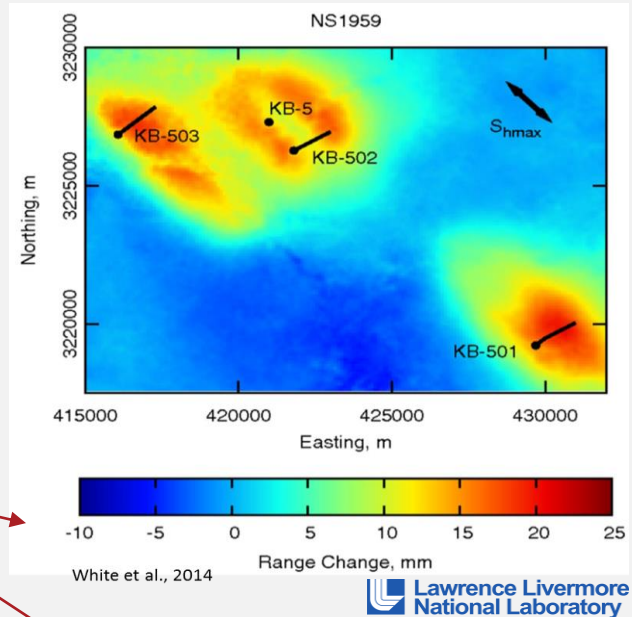 NS1959
3230000
3225000
3220000
Northing, m
KB-503
KB-5
KB-502
KB-501
Shmax
415000 420000 425000 430000
Easting, m
-10 -5 0 5 10 15 20 25
Range Change, mm
White et al., 2014
Lawrence Livermore
National Laboratory